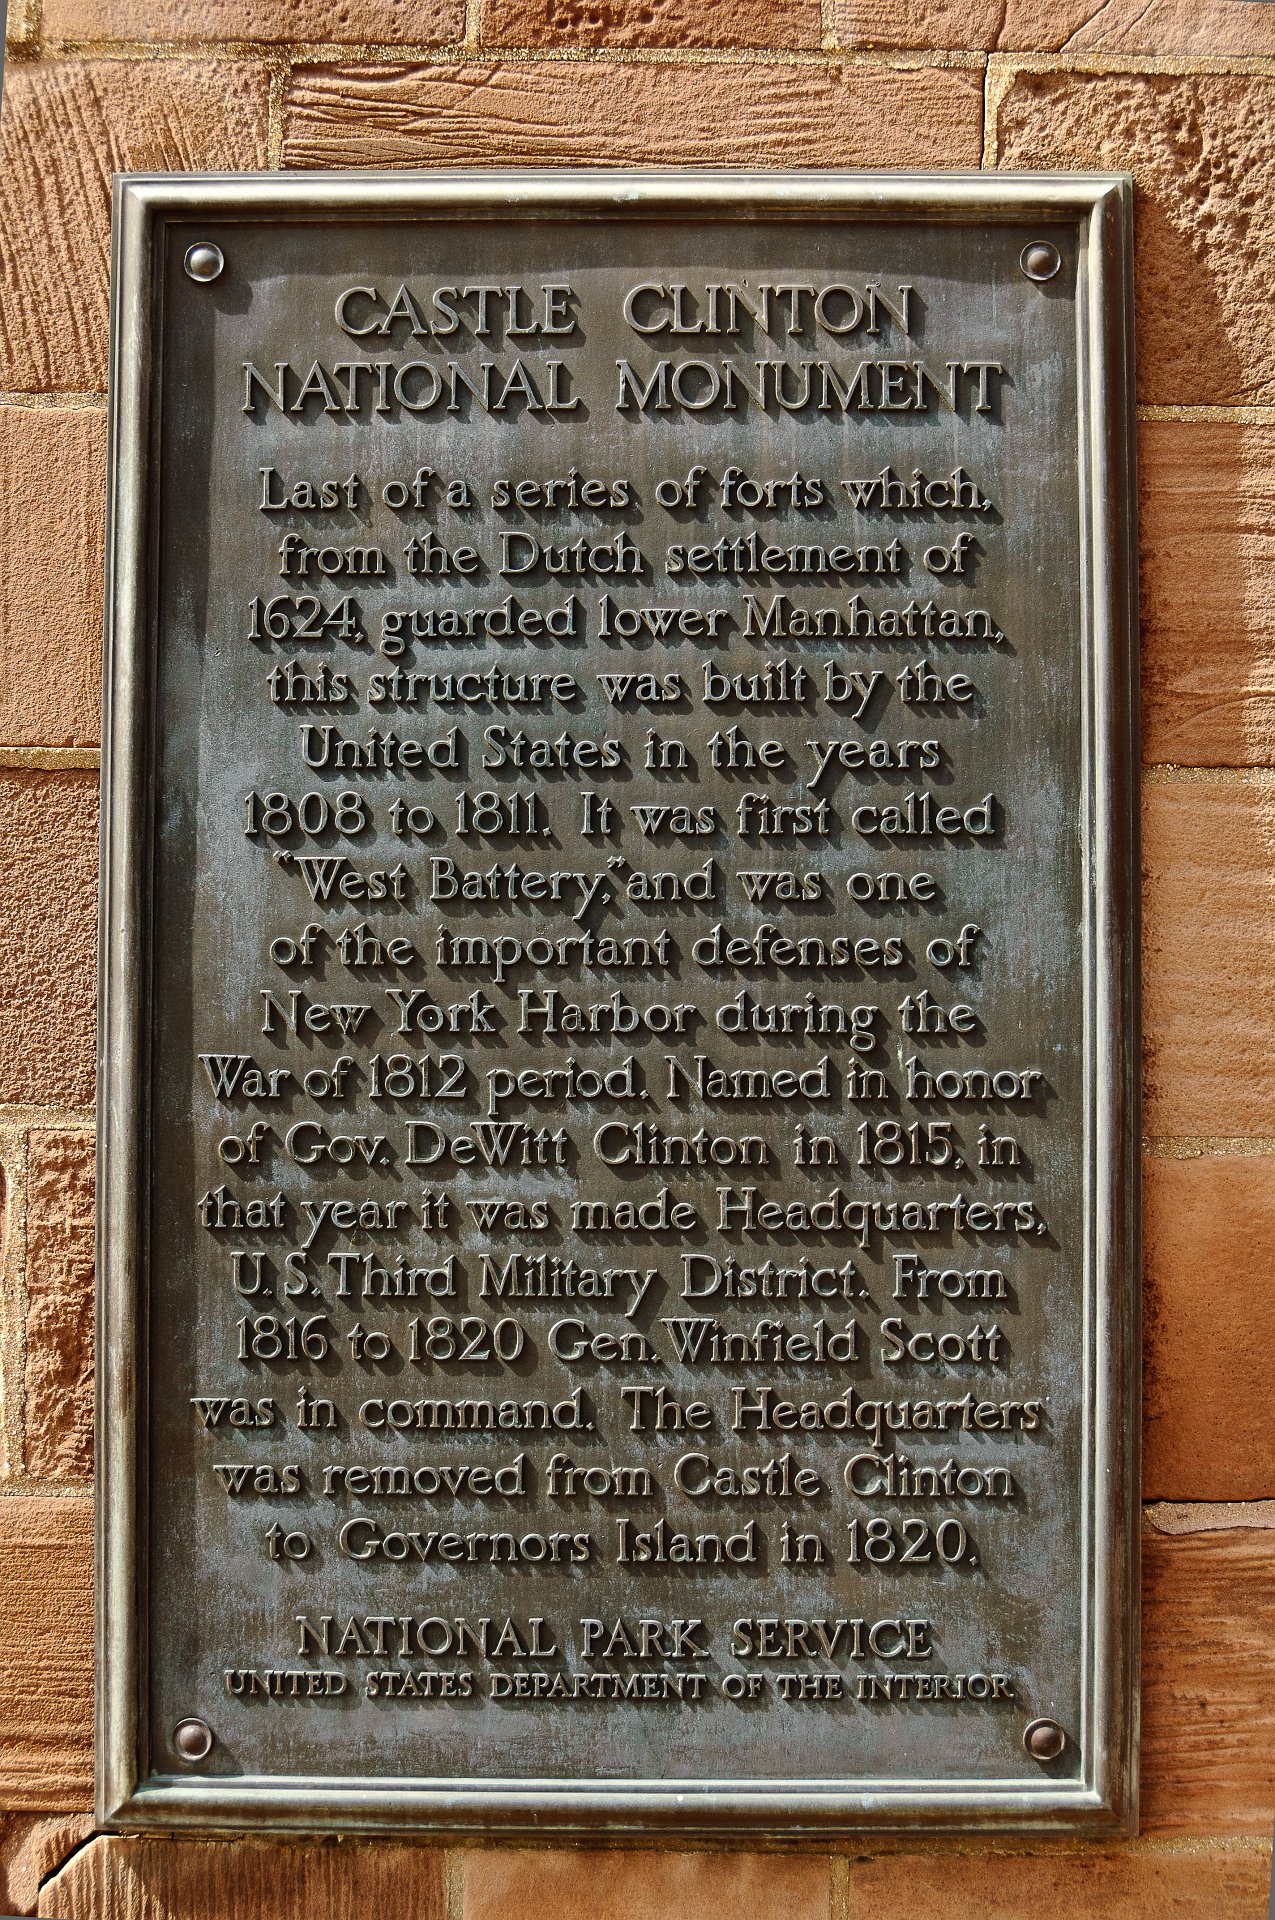 CASTLE CLINTON
NATIONAL MONUMENT
Last of a series of forts which,
from the Dutch settlement of
1624, guarded lower Manhattan,
this structure was built by the
United States in the years
1808 to 1811. It was first called
"West Battery," and was one
of the important defenses of
New York Harbor during the
War of 1812 period. Named in honor
of Gov. DeWitt Clinton in 1815, in
that year it was made Headquarters,
U.S. Third Military District. From
1816 to 1820 Gen. Winfield Scott
was in command. The Headquarters
was removed from Castle Clinton
to Governors Island in 1820.
NATIONAL PARK SERVICE
UNITED STATES DEPARTMENT OF THE INTERIOR